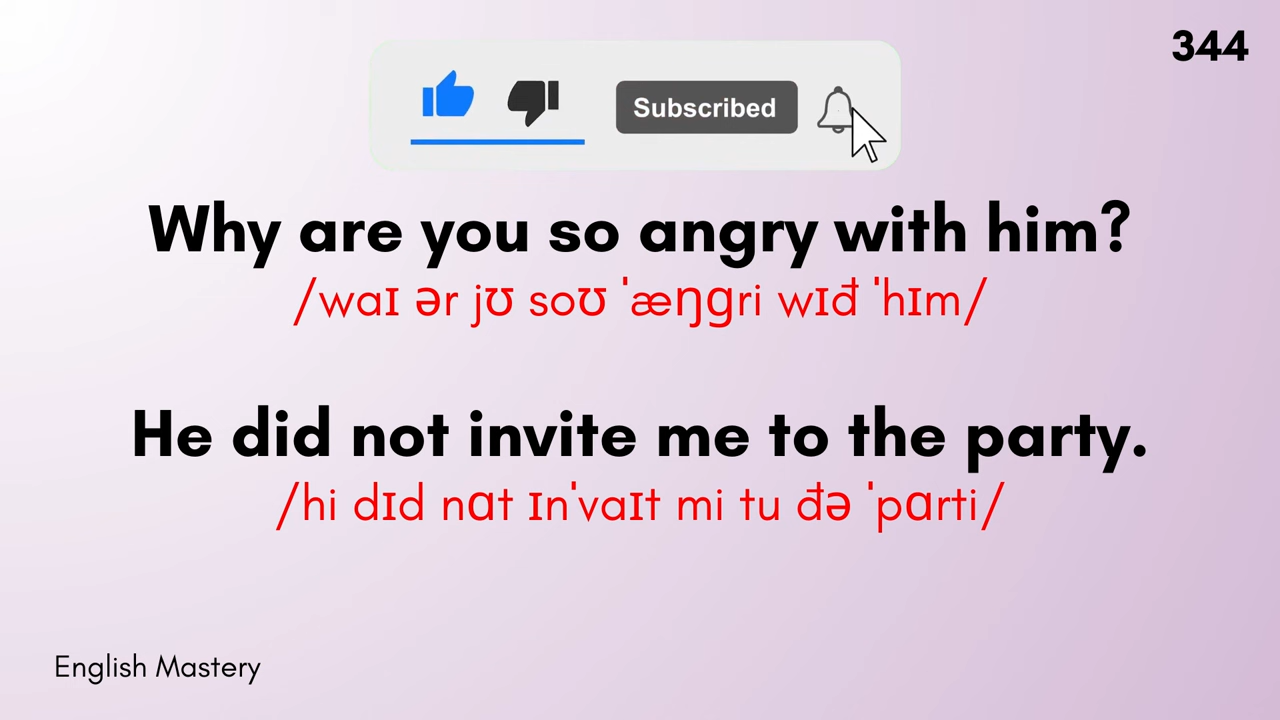 344
Subscribed
Why are you so angry with him?
/waɪ ər jʊ soʊ ˈæŋɡri wɪđ ˈhɪm/
He did not invite me to the party.
/hi dɪd nɑt ɪnˈvaɪt mi tu đə ˈpɑrti/
English Mastery